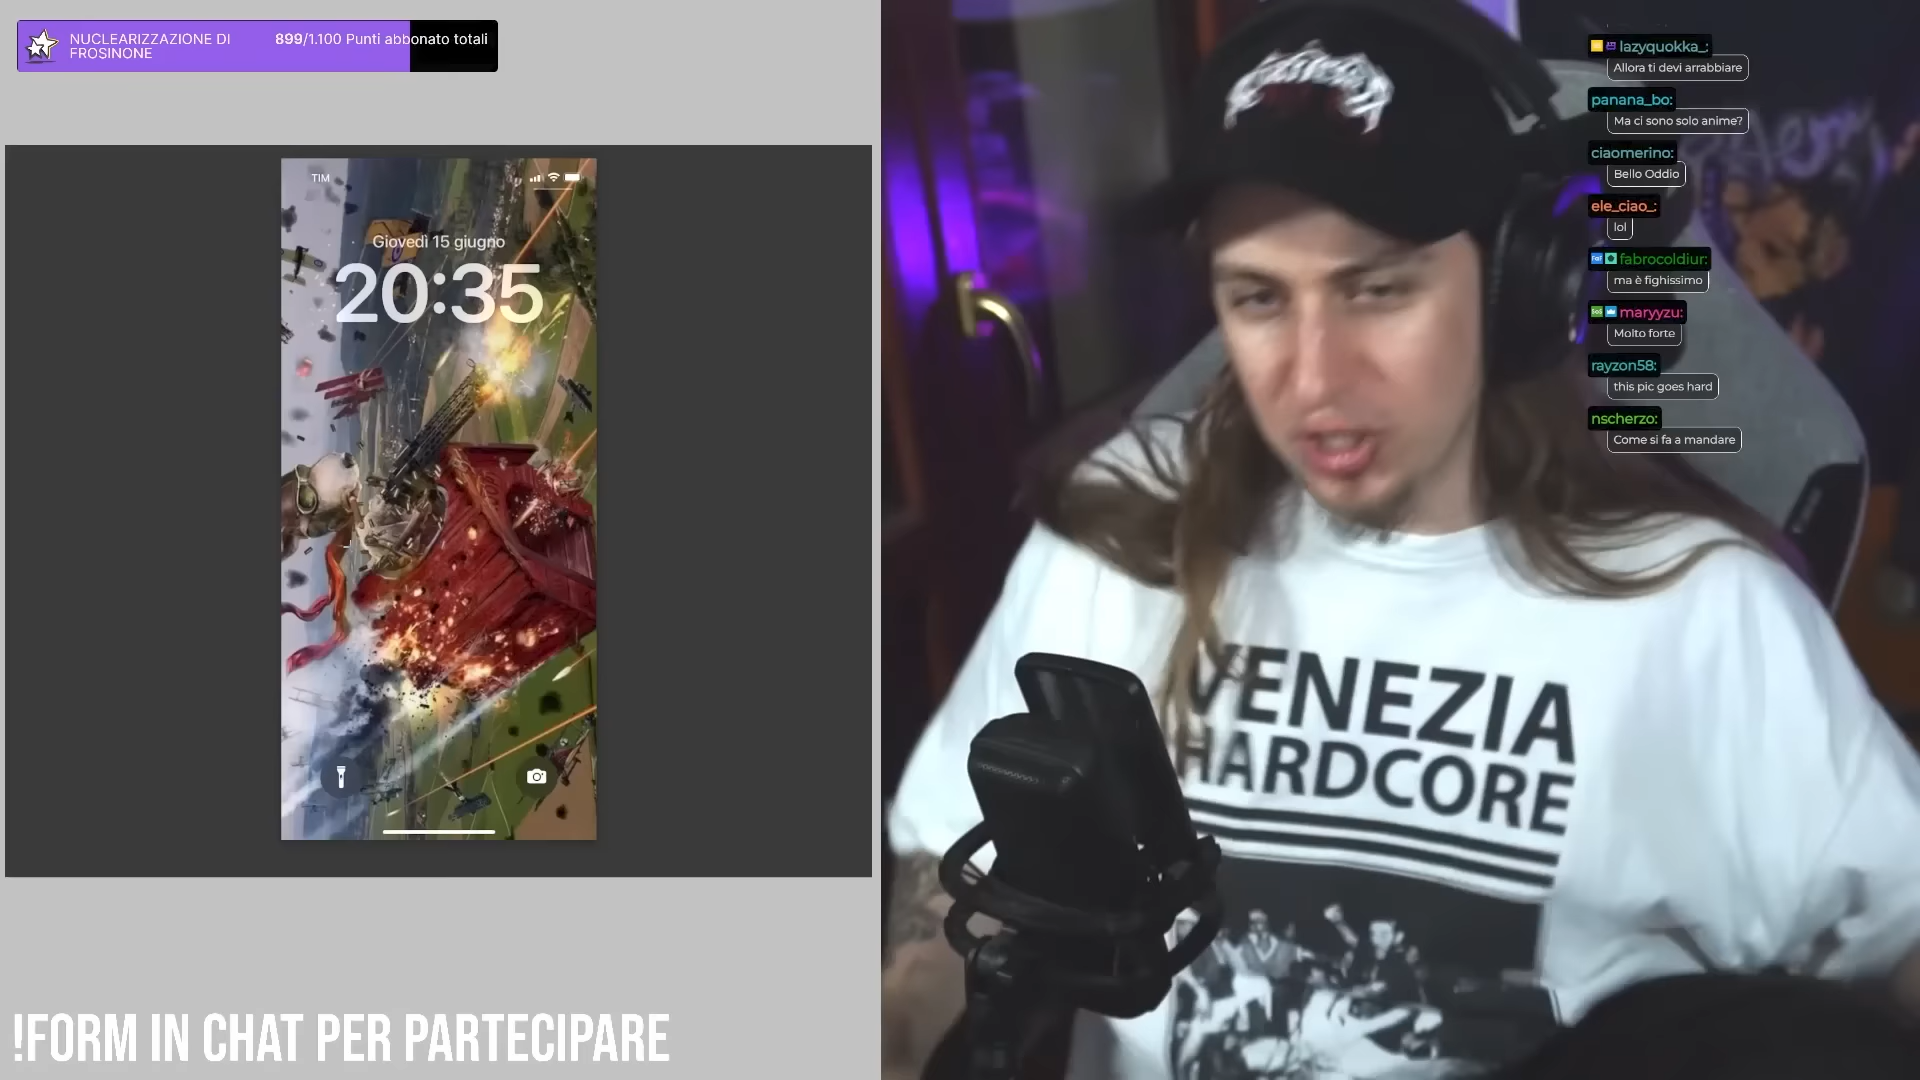 NUCLEARIZZAZIONE DI
FROSINONE
899/1.100 Punti abbonato totali
TIM
Giovedì 15 giugno
20:35
!FORM IN CHAT PER PARTECIPARE
VENEZIA
HARDCORE
lazyquokka_:
Allora ti devi arrabbiare
panana_bo:
Ma ci sono solo anime?
ciaomerino:
Bello Oddio
ele_ciao_:
lol
fabrocoldiur:
ma è fighissimo
maryyzu:
Molto forte
rayzon58:
this pic goes hard
nscherzo:
Come si fa a mandare